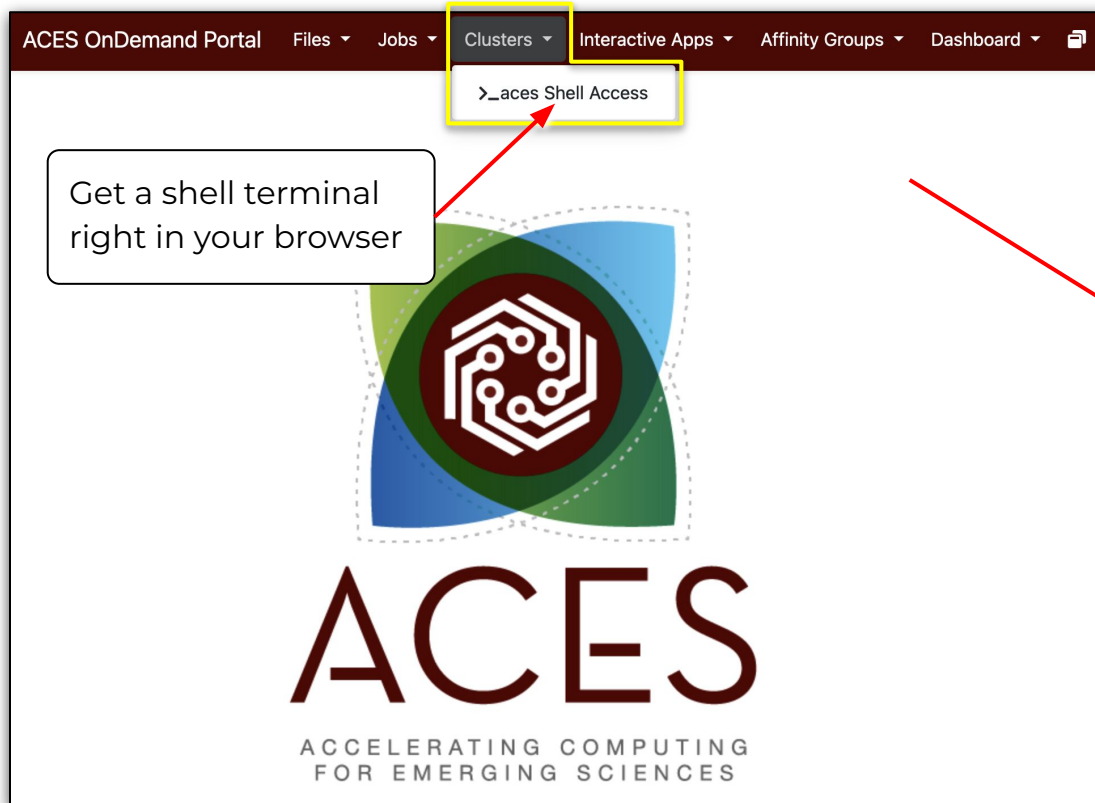 ACES OnDemand Portal Files Jobs Clusters Interactive Apps Affinity Groups Dashboard
>_aces Shell Access
Get a shell terminal
right in your browser
ACES
ACCELERATING COMPUTING
FOR EMERGING SCIENCES